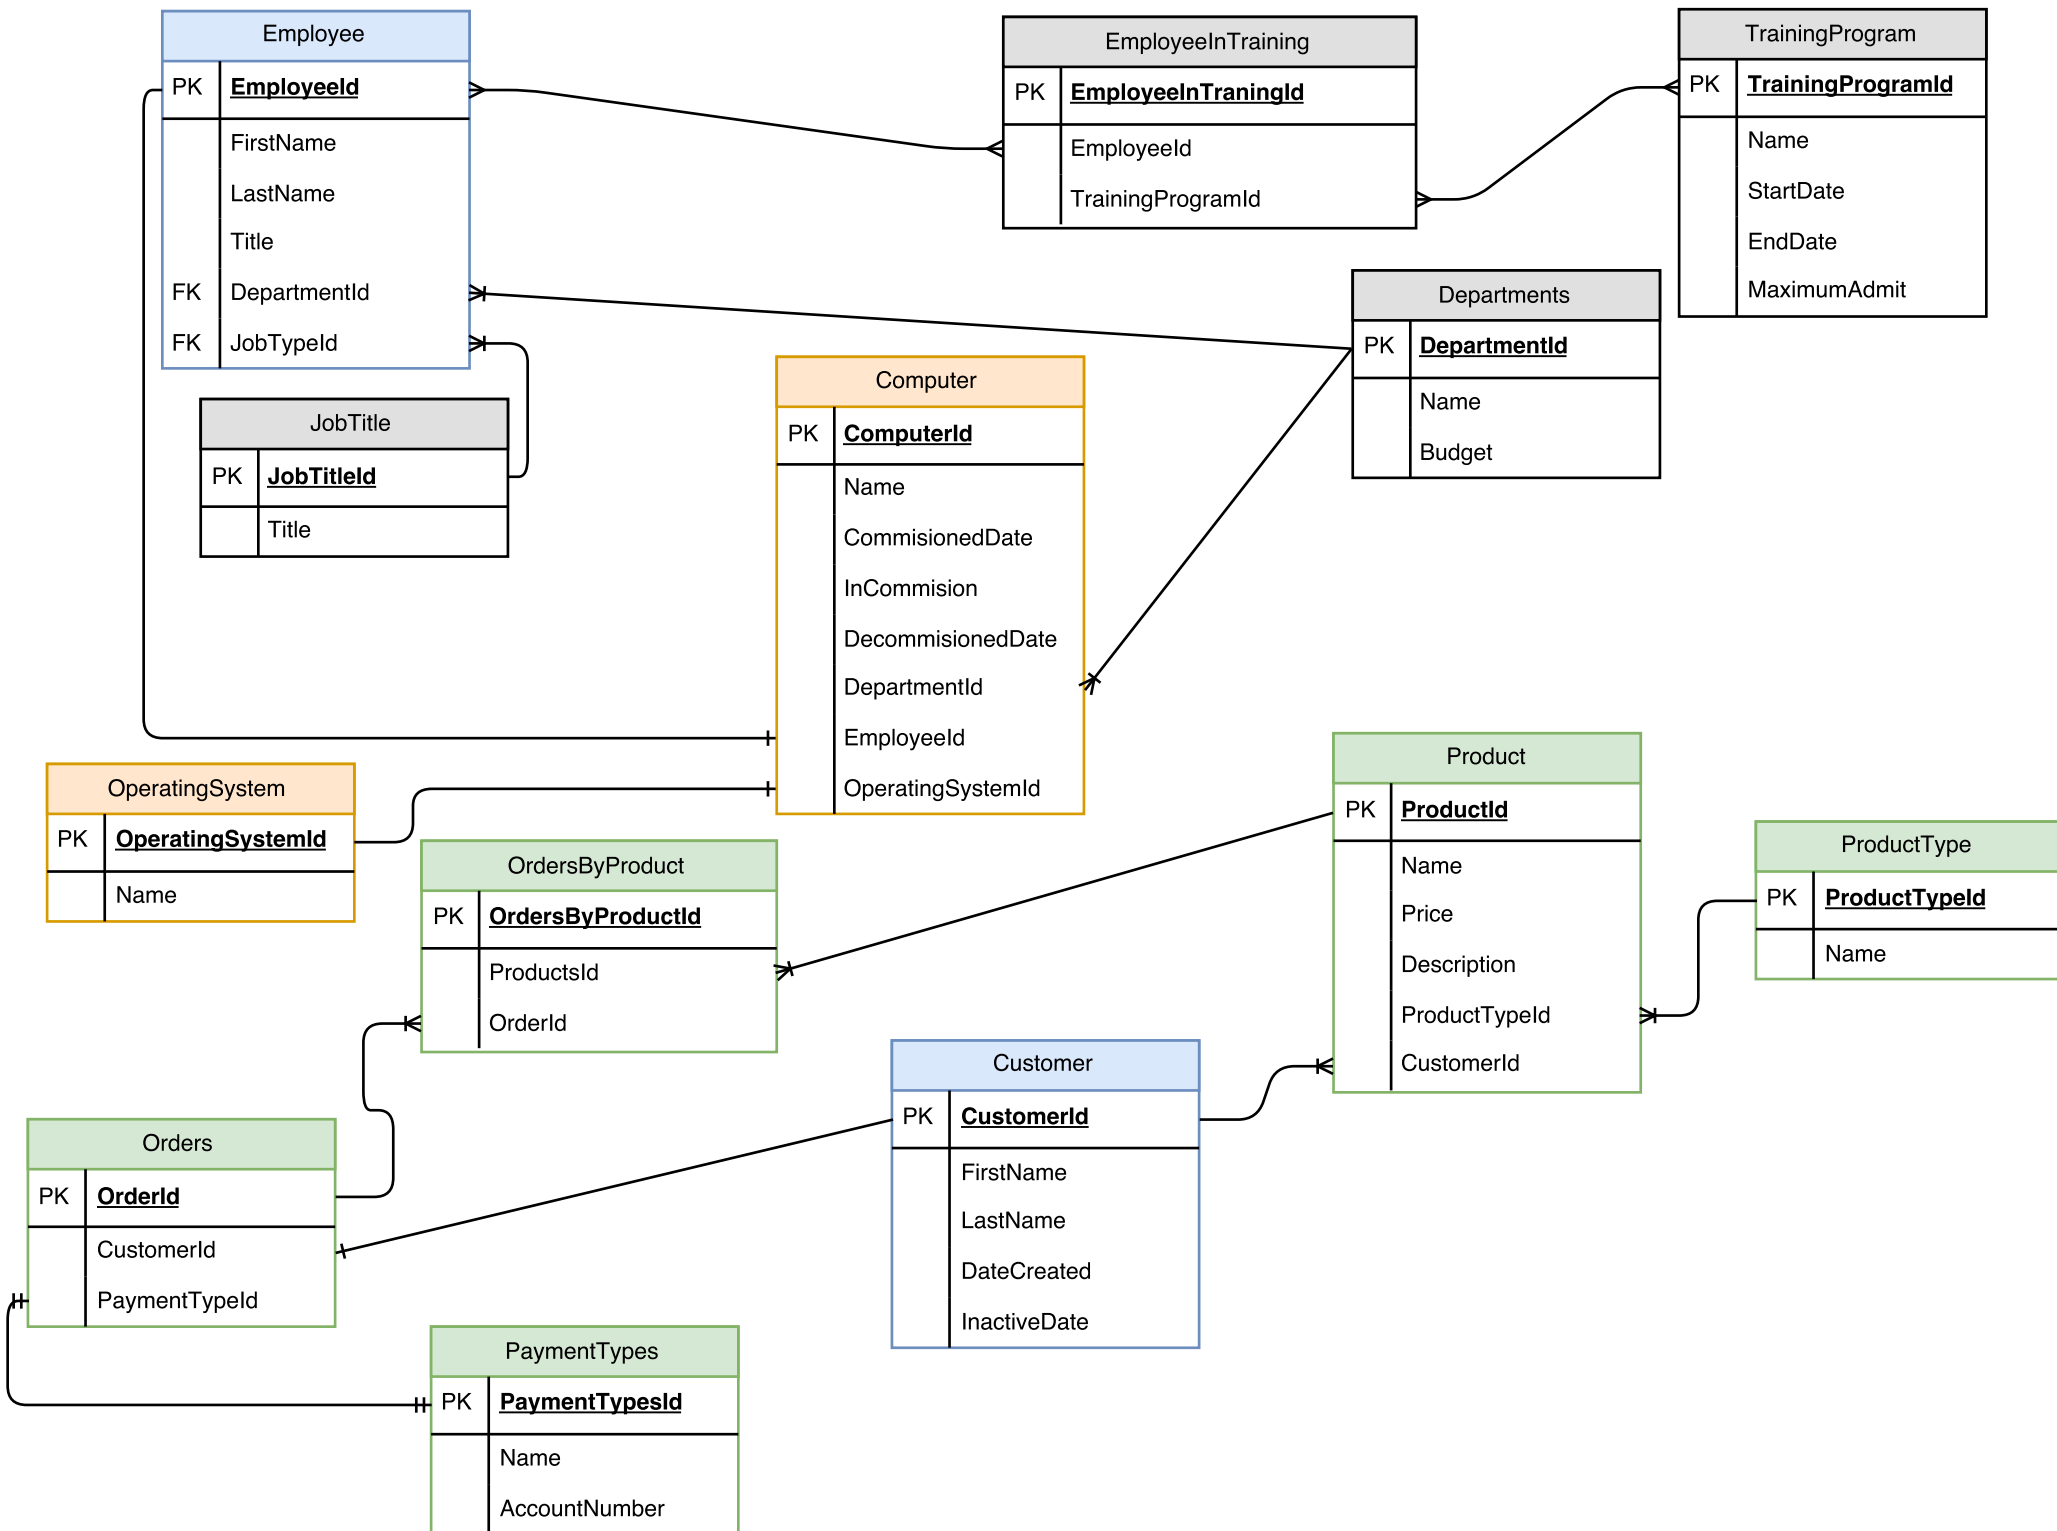 Employee
PK EmployeeId
FirstName
LastName
Title
FK DepartmentId
FK JobTypeId
EmployeeInTraining
PK EmployeeInTraningId
EmployeeId
TrainingProgramId
TrainingProgram
PK TrainingProgramId
Name
StartDate
EndDate
MaximumAdmit
Departments
PK DepartmentId
Name
Budget
JobTitle
PK JobTitleId
Title
Computer
PK ComputerId
Name
CommisionedDate
InCommision
DecommisionedDate
DepartmentId
EmployeeId
OperatingSystemId
OperatingSystem
PK OperatingSystemId
Name
OrdersByProduct
PK OrdersByProductId
ProductsId
OrderId
Product
PK ProductId
Name
Price
Description
ProductTypeId
CustomerId
ProductType
PK ProductTypeId
Name
Customer
PK CustomerId
FirstName
LastName
DateCreated
InactiveDate
Orders
PK OrderId
CustomerId
PaymentTypeId
PaymentTypes
PK PaymentTypesId
Name
AccountNumber